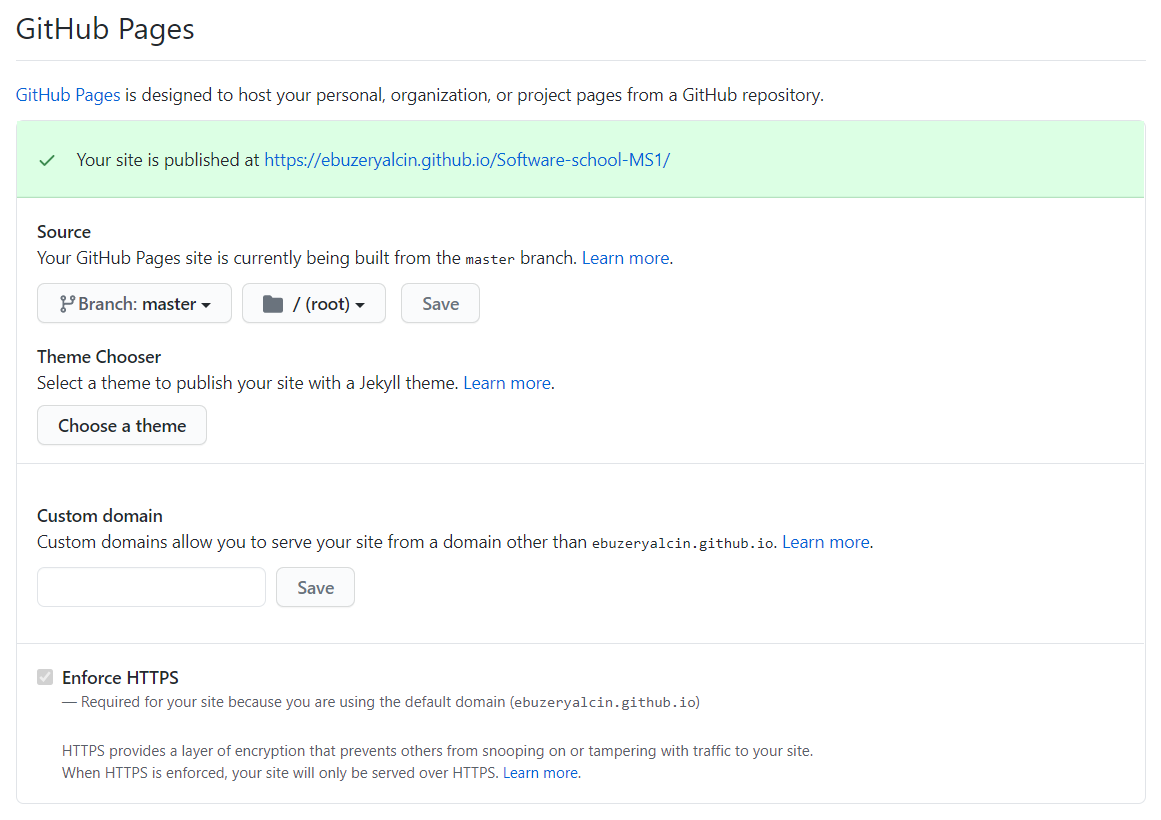 GitHub Pages
GitHub Pages is designed to host your personal, organization, or project pages from a GitHub repository.
Your site is published at https://ebuzeryalcin.github.io/Software-school-MS1/
Source
Your GitHub Pages site is currently being built from the master branch. Learn more.
Branch: master / (root) Save
Theme Chooser
Select a theme to publish your site with a Jekyll theme. Learn more.
Choose a theme
Custom domain
Custom domains allow you to serve your site from a domain other than ebuzeryalcin.github.io. Learn more.
Save
Enforce HTTPS
— Required for your site because you are using the default domain (ebuzeryalcin.github.io)
HTTPS provides a layer of encryption that prevents others from snooping on or tampering with traffic to your site.
When HTTPS is enforced, your site will only be served over HTTPS. Learn more.